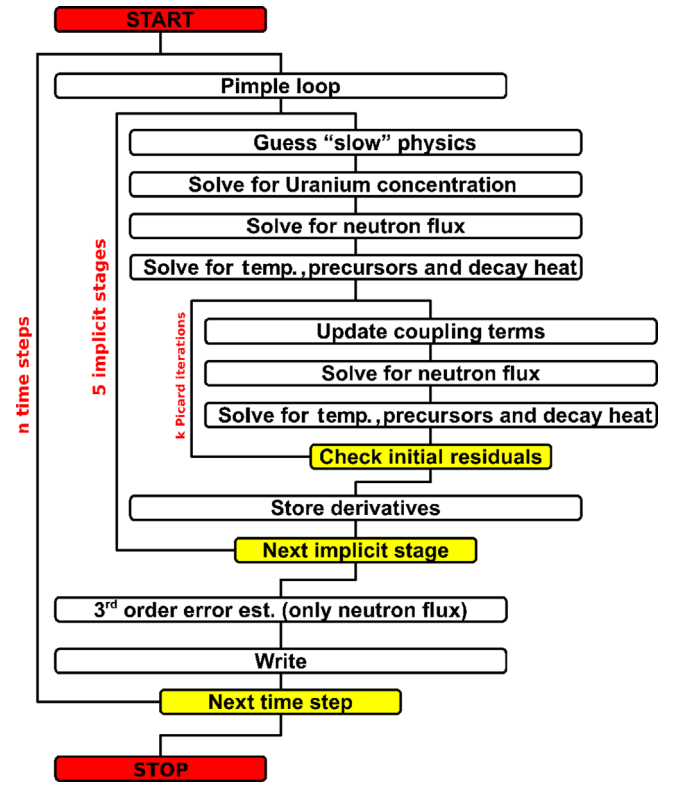 START
Pimple loop
Guess “slow” physics
Solve for Uranium concentration
Solve for neutron flux
Solve for temp.,precursors and decay heat
Update coupling terms
Solve for neutron flux
Solve for temp.,precursors and decay heat
Check initial residuals
Store derivatives
Next implicit stage
3rd order error est. (only neutron flux)
Write
Next time step
STOP
n time steps
5 implicit stages
k Picard iterations